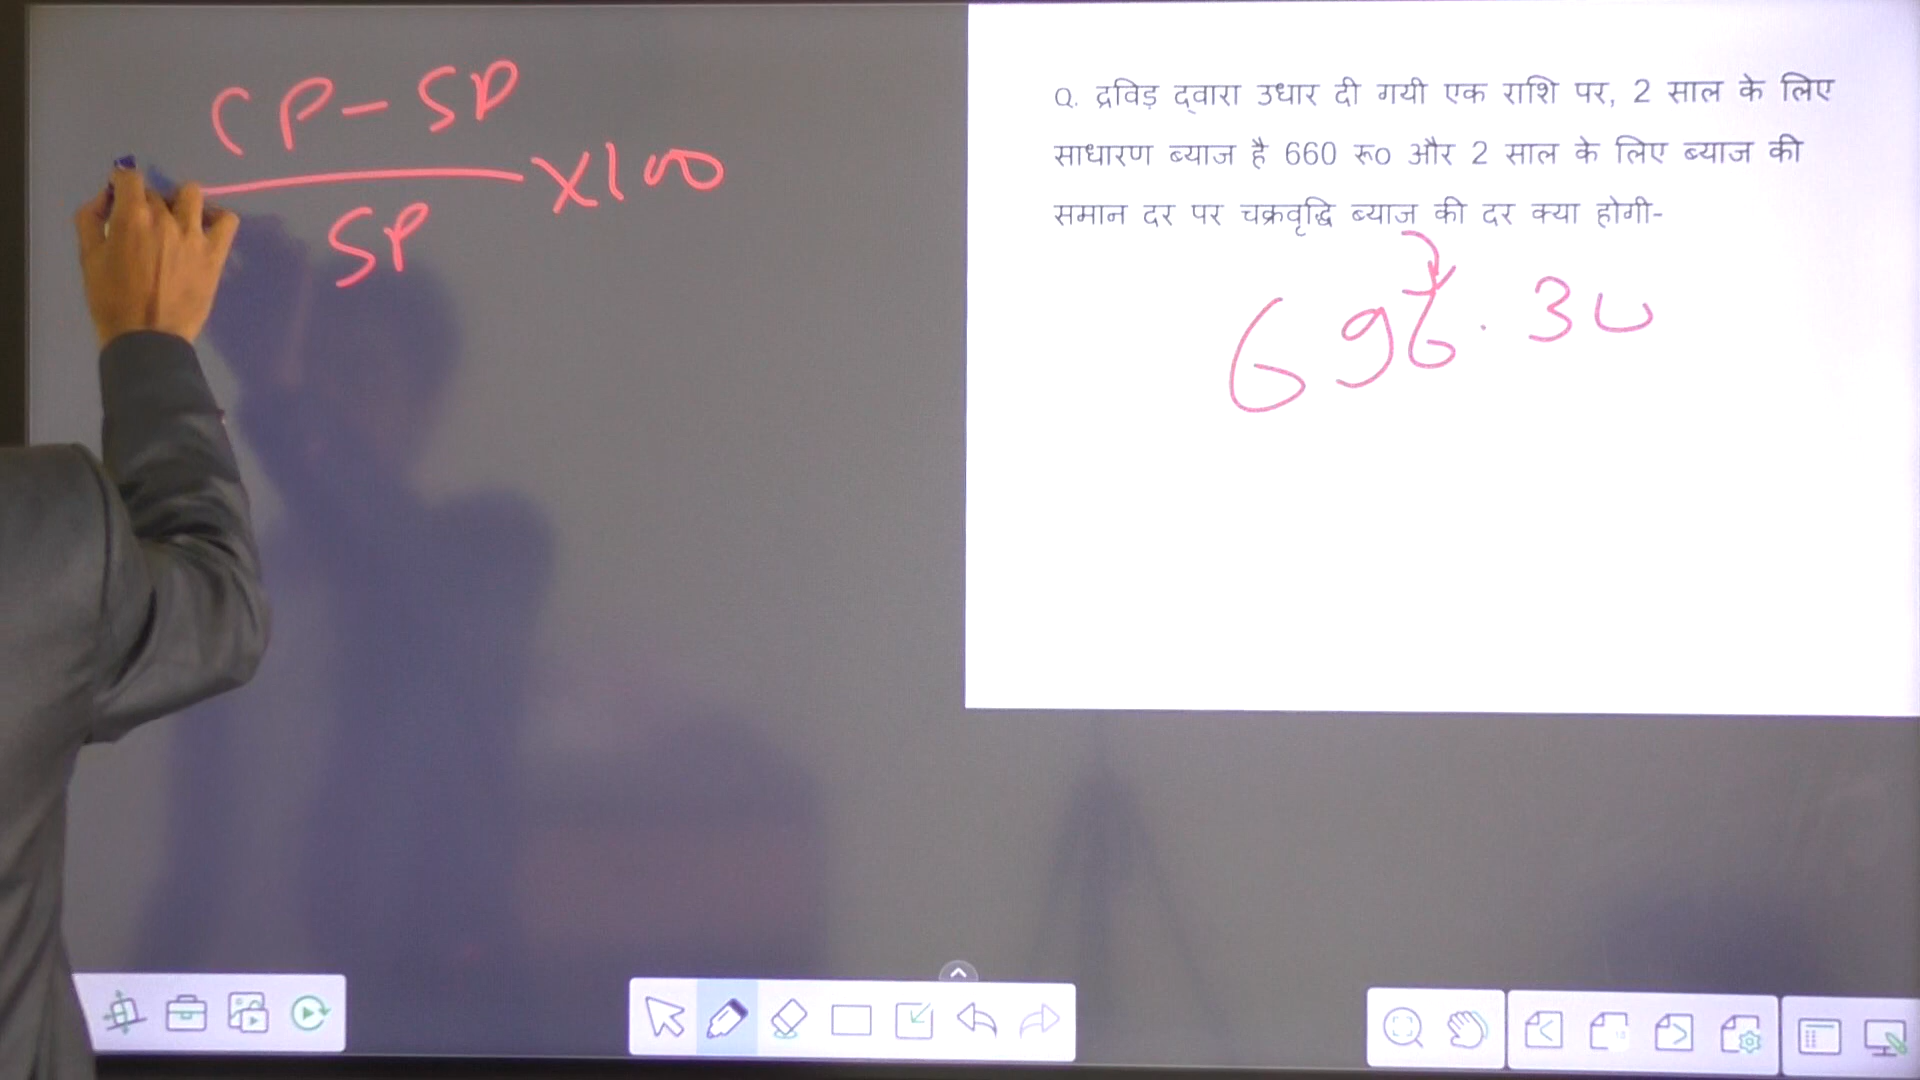 CP-SP
SP
×100
Q. द्रविड़ द्वारा उधार दी गयी एक राशि पर, 2 साल के लिए
साधारण ब्याज है 660 रू0 और 2 साल के लिए ब्याज की
समान दर पर चक्रवृद्धि ब्याज की दर क्या होगी-
696.30